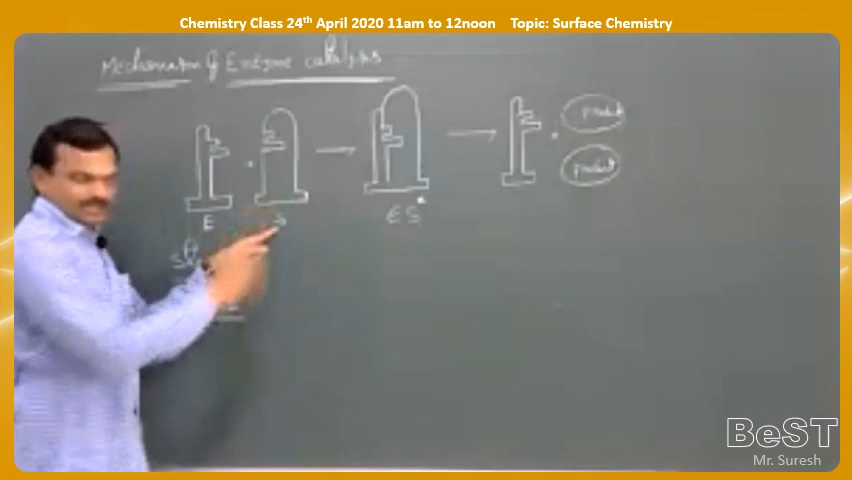 Chemistry Class 24th April 2020 11am to 12noon Topic: Surface Chemistry
Mechanism of Enzyme catalysis
product
product
E
S
ES*
BeST
Mr. Suresh